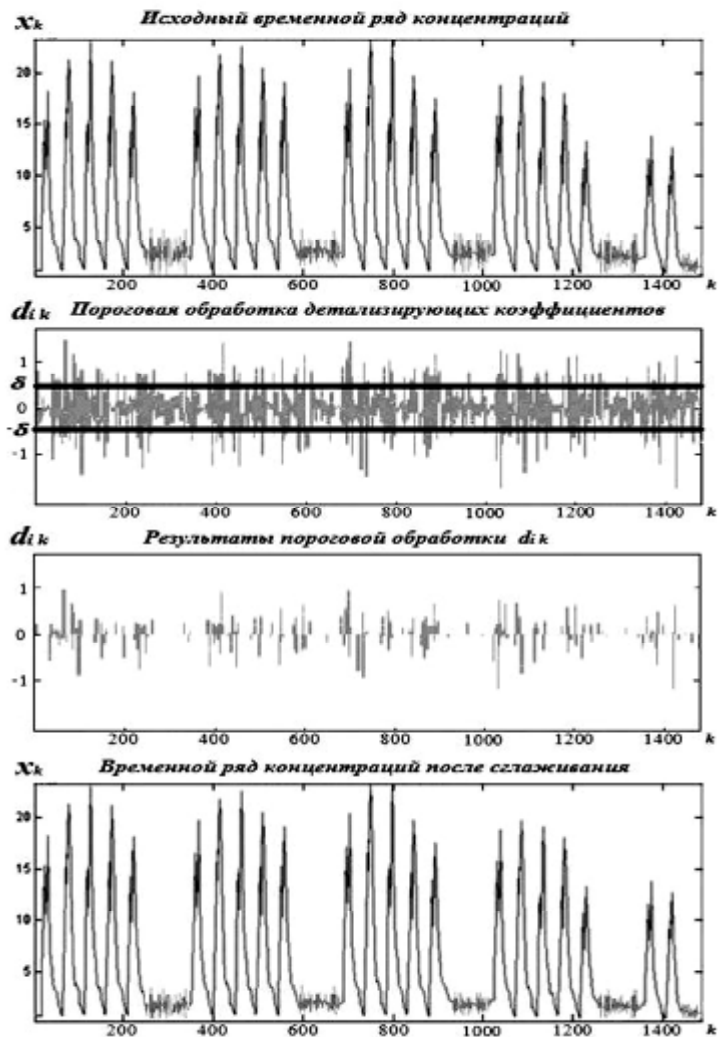 xk Исходный временной ряд концентраций
20
15
10
5
200 400 600 800 1000 1200 1400 k
di k Пороговая обработка детализирующих коэффициентов
1
δ
0
-δ
-1
200 400 600 800 1000 1200 1400 k
di k Результаты пороговой обработки di k
1
0
-1
200 400 600 800 1000 1200 1400 k
xk Временной ряд концентраций после сглаживания
20
15
10
5
200 400 600 800 1000 1200 1400 k